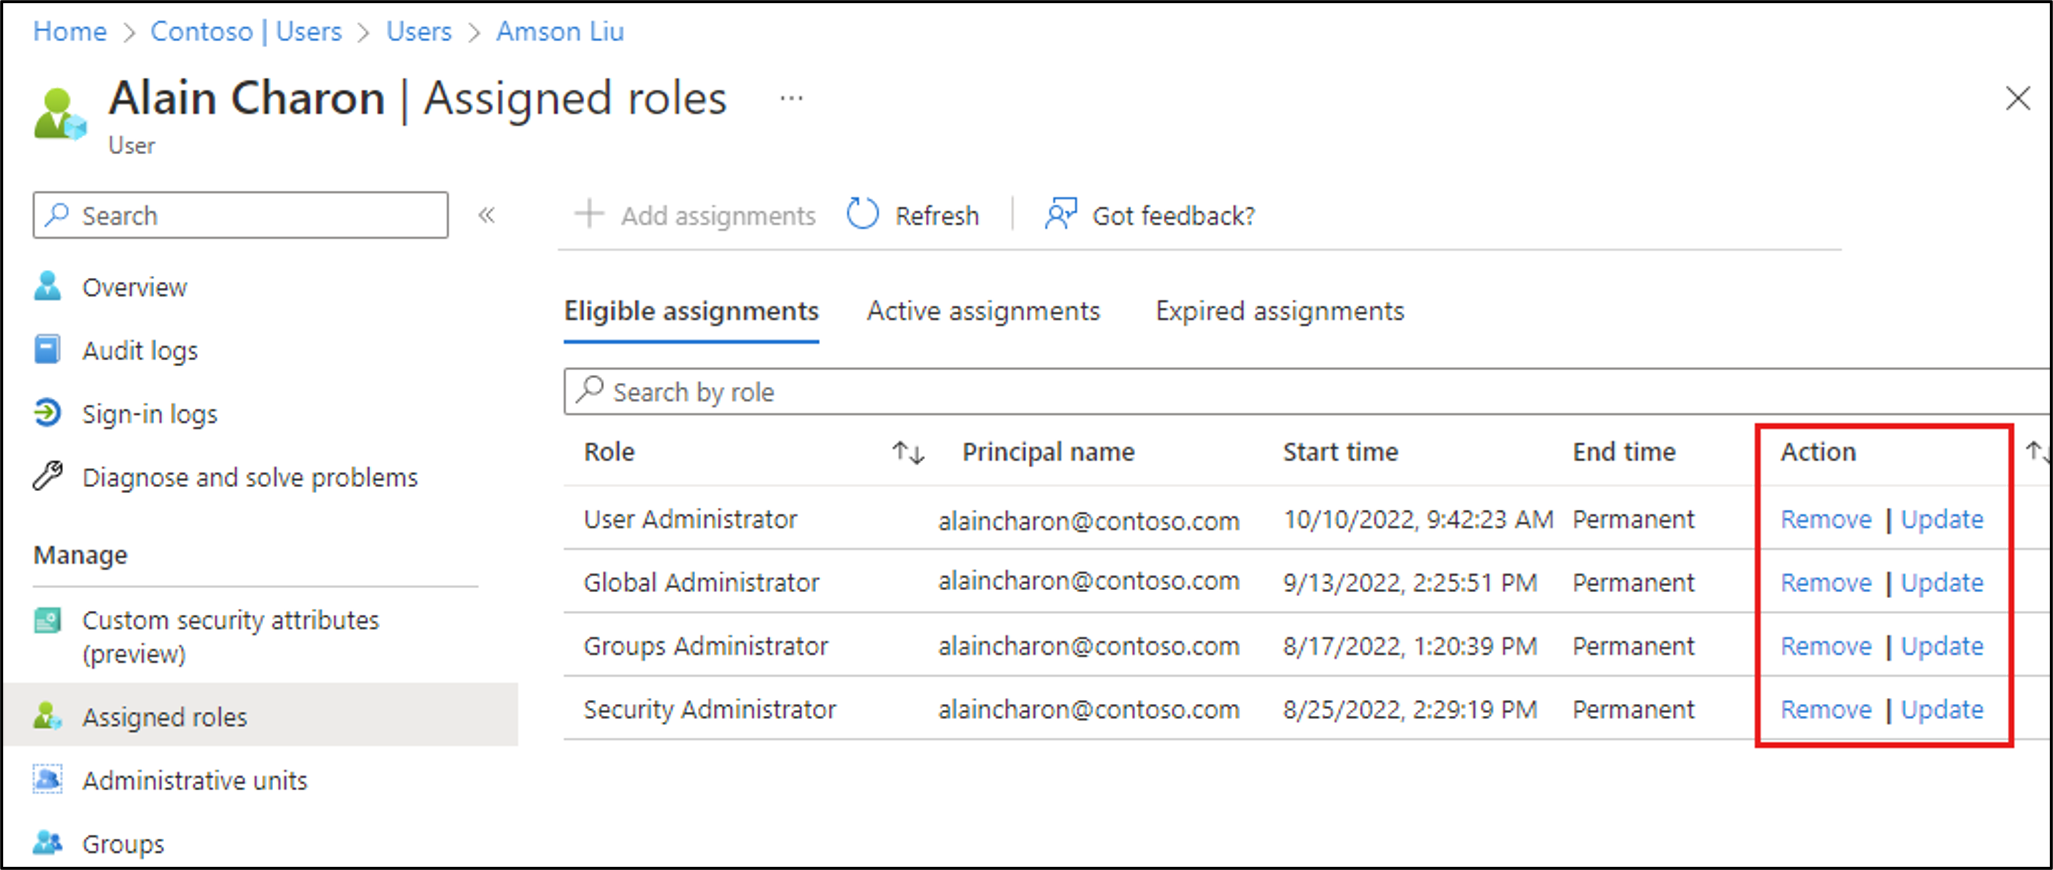 Home > Contoso | Users > Users > Amson Liu
Alain Charon | Assigned roles ...
User
Search «
Add assignments Refresh Got feedback?
Overview
Audit logs
Sign-in logs
Diagnose and solve problems
Manage
Custom security attributes
(preview)
Assigned roles
Administrative units
Groups
Eligible assignments Active assignments Expired assignments
Search by role
Role Principal name Start time End time Action
User Administrator alaincharon@contoso.com 10/10/2022, 9:42:23 AM Permanent Remove | Update
Global Administrator alaincharon@contoso.com 9/13/2022, 2:25:51 PM Permanent Remove | Update
Groups Administrator alaincharon@contoso.com 8/17/2022, 1:20:39 PM Permanent Remove | Update
Security Administrator alaincharon@contoso.com 8/25/2022, 2:29:19 PM Permanent Remove | Update